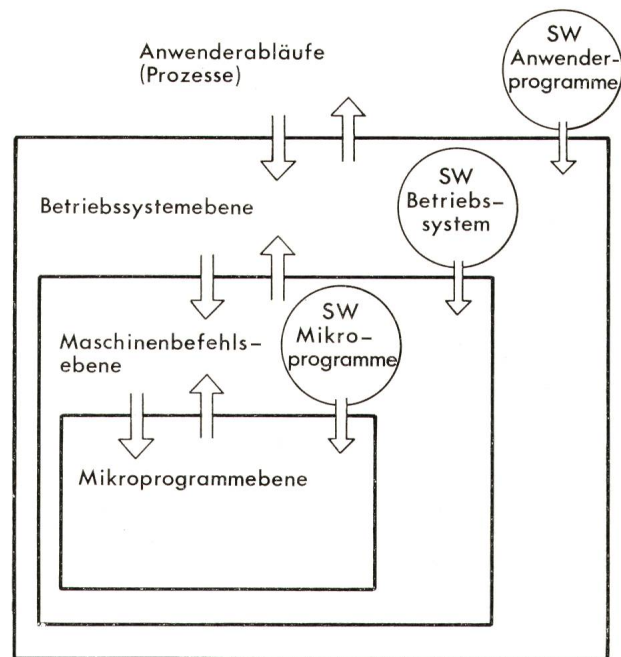 Anwenderabläufe
(Prozesse)
SW
Anwender-
programme
Betriebssystemebene
SW
Betriebs-
system
Maschinenbefehls-
ebene
SW
Mikro-
programme
Mikroprogrammebene